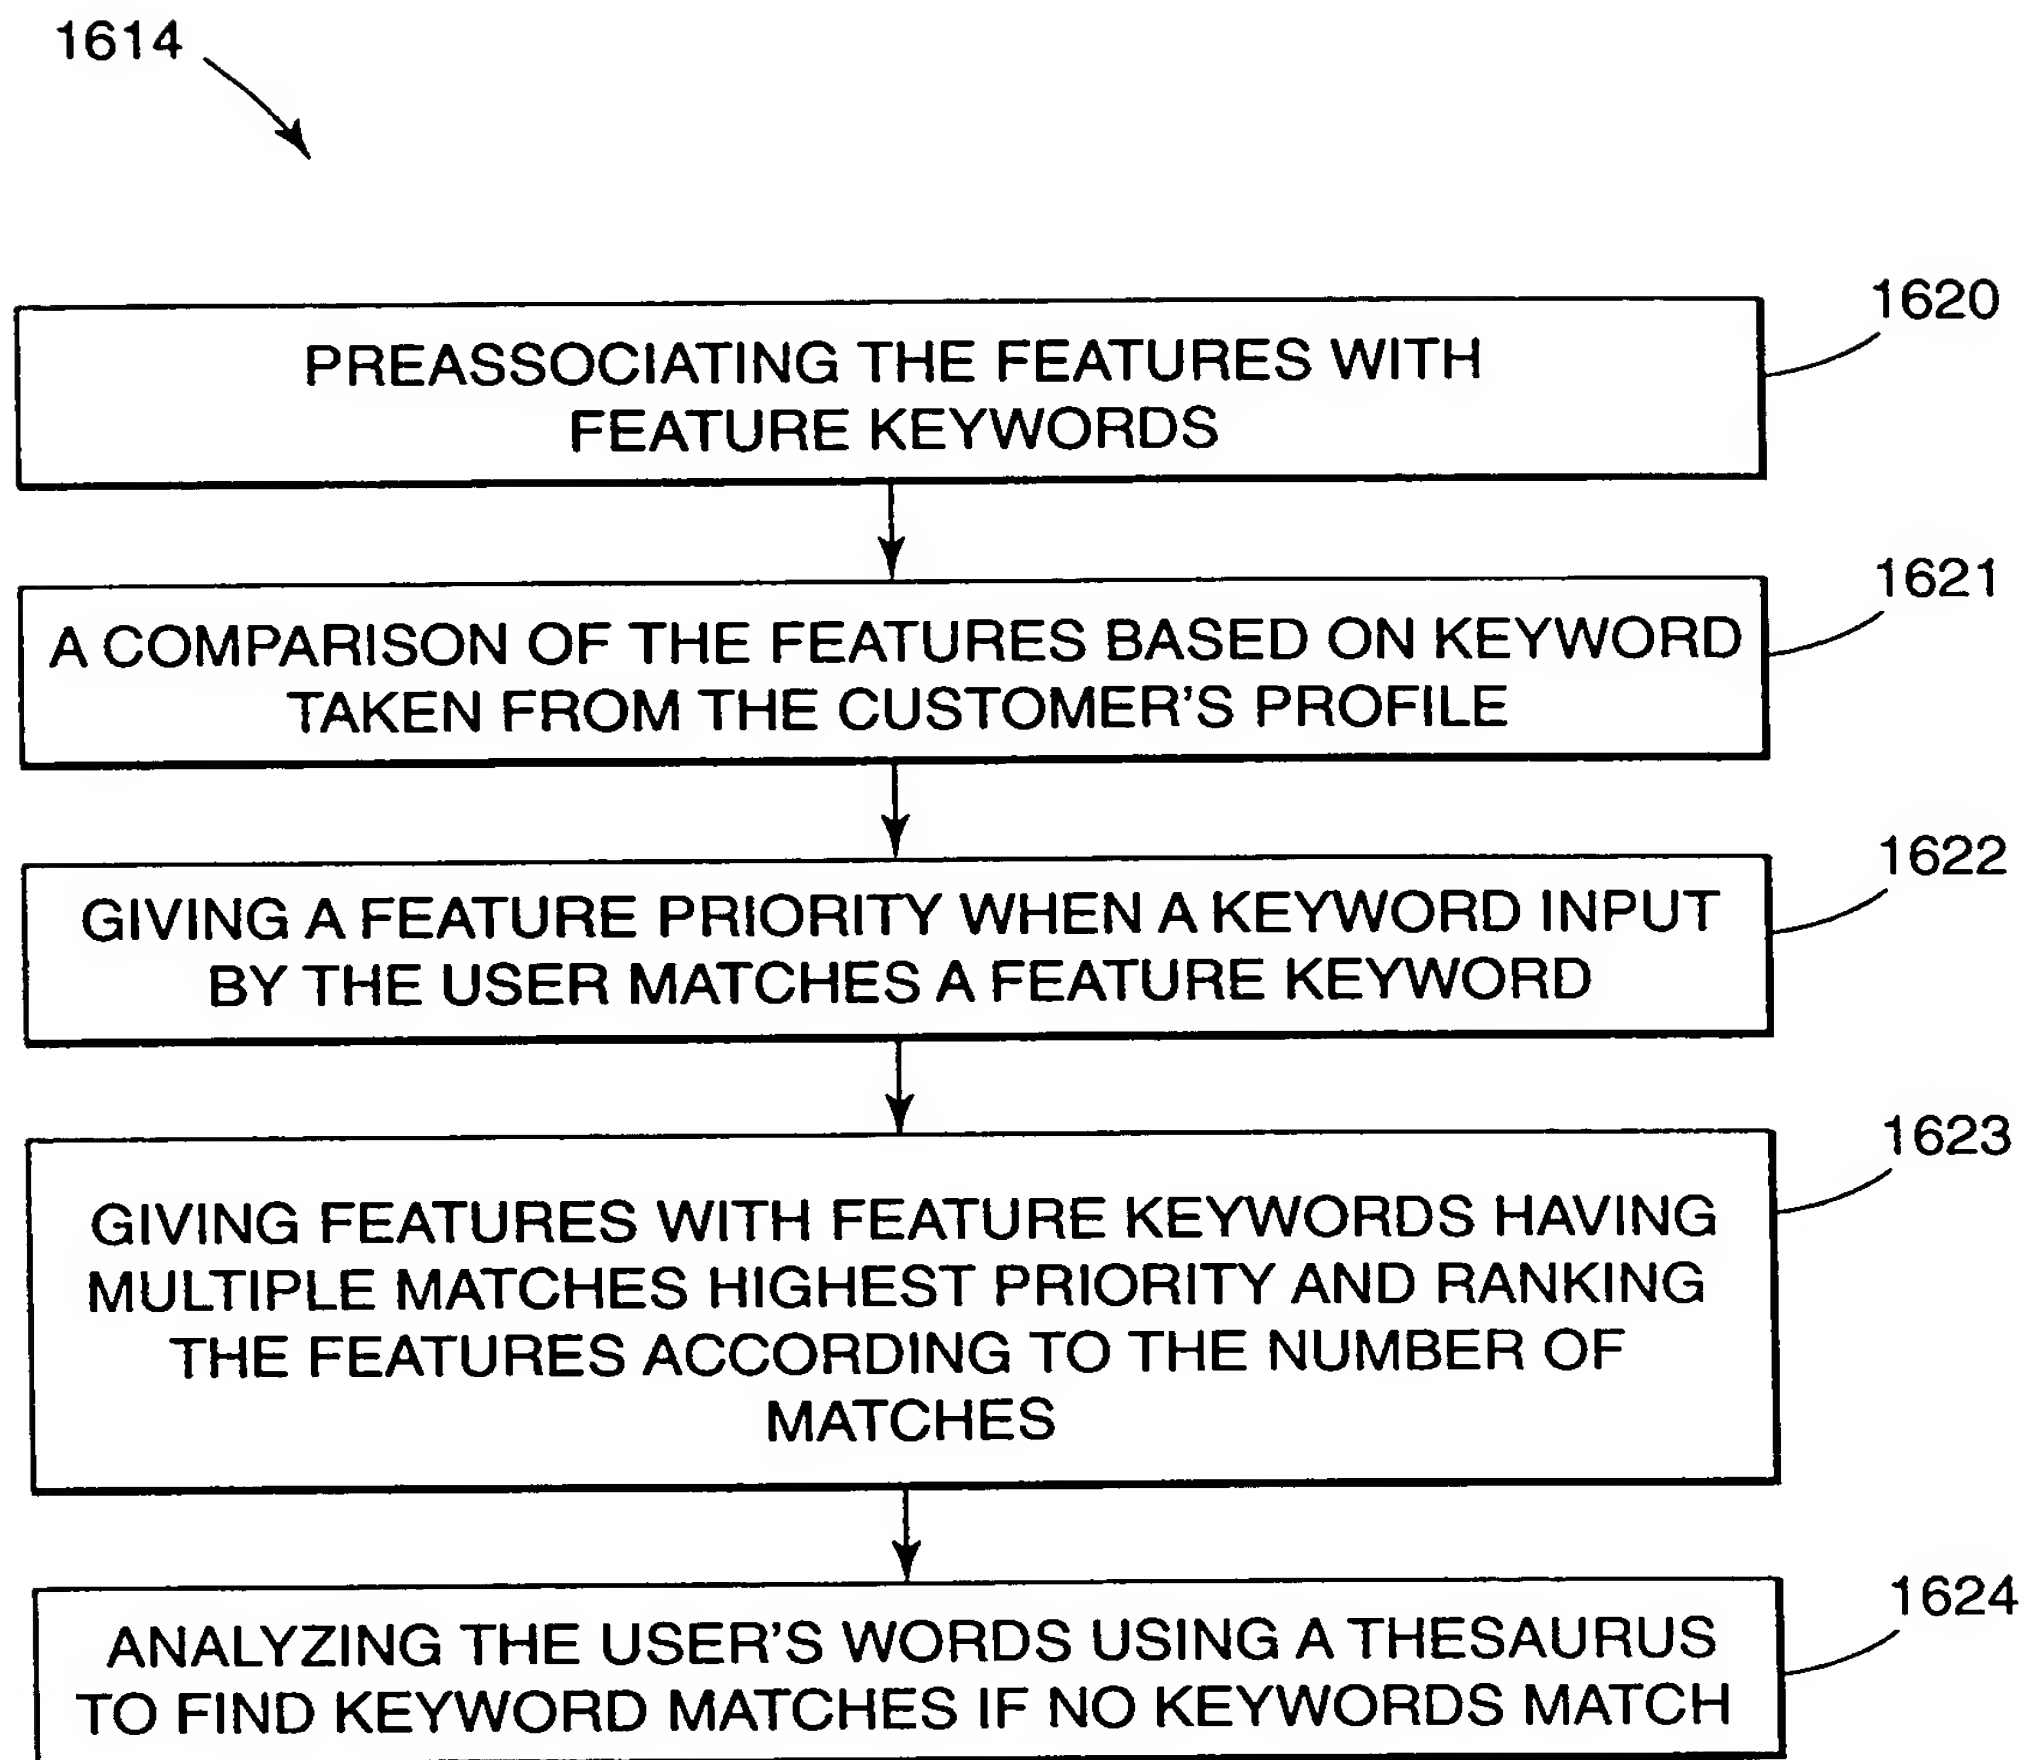 1614
1620
PREASSOCIATING THE FEATURES WITH
FEATURE KEYWORDS
1621
A COMPARISON OF THE FEATURES BASED ON KEYWORD
TAKEN FROM THE CUSTOMER'S PROFILE
1622
GIVING A FEATURE PRIORITY WHEN A KEYWORD INPUT
BY THE USER MATCHES A FEATURE KEYWORD
1623
GIVING FEATURES WITH FEATURE KEYWORDS HAVING
MULTIPLE MATCHES HIGHEST PRIORITY AND RANKING
THE FEATURES ACCORDING TO THE NUMBER OF
MATCHES
1624
ANALYZING THE USER'S WORDS USING A THESAURUS
TO FIND KEYWORD MATCHES IF NO KEYWORDS MATCH